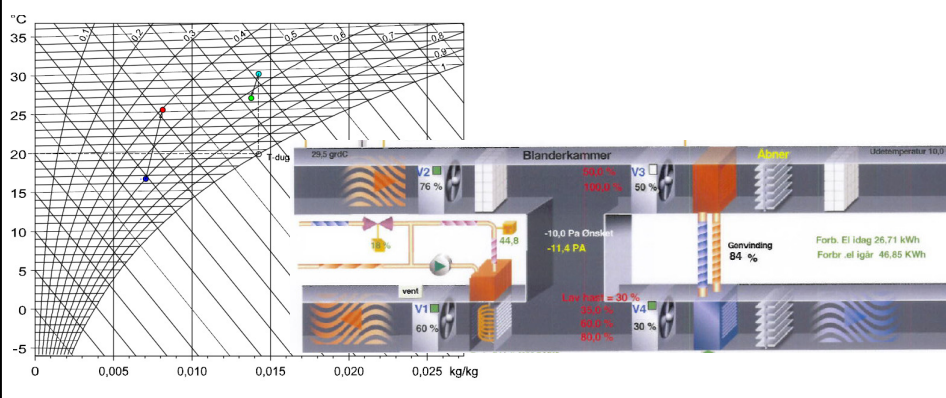 °C
35
30
25
20
15
10
5
0
-5
0,1
0,2
0,3
0,4
0,5
0,6
0,7
0,8
0,9
1
T-dug
0
0,005
0,010
0,015
0,020
0,025 kg/kg
29,5 grdC
Blanderkammer
Åbner
Udetemperatur 10,0
V2
76 %
50,0 %
100,0 %
V3
50 %
18 %
44,8
-10,0 Pa Ønsket
-11,4 PA
Genvinding
84 %
Forb. El idag 26,71 kWh
Forbr .el igår 46,85 KWh
vent
V1
60 %
Lav hast = 30 %
60,0 %
80,0 %
V4
30 %